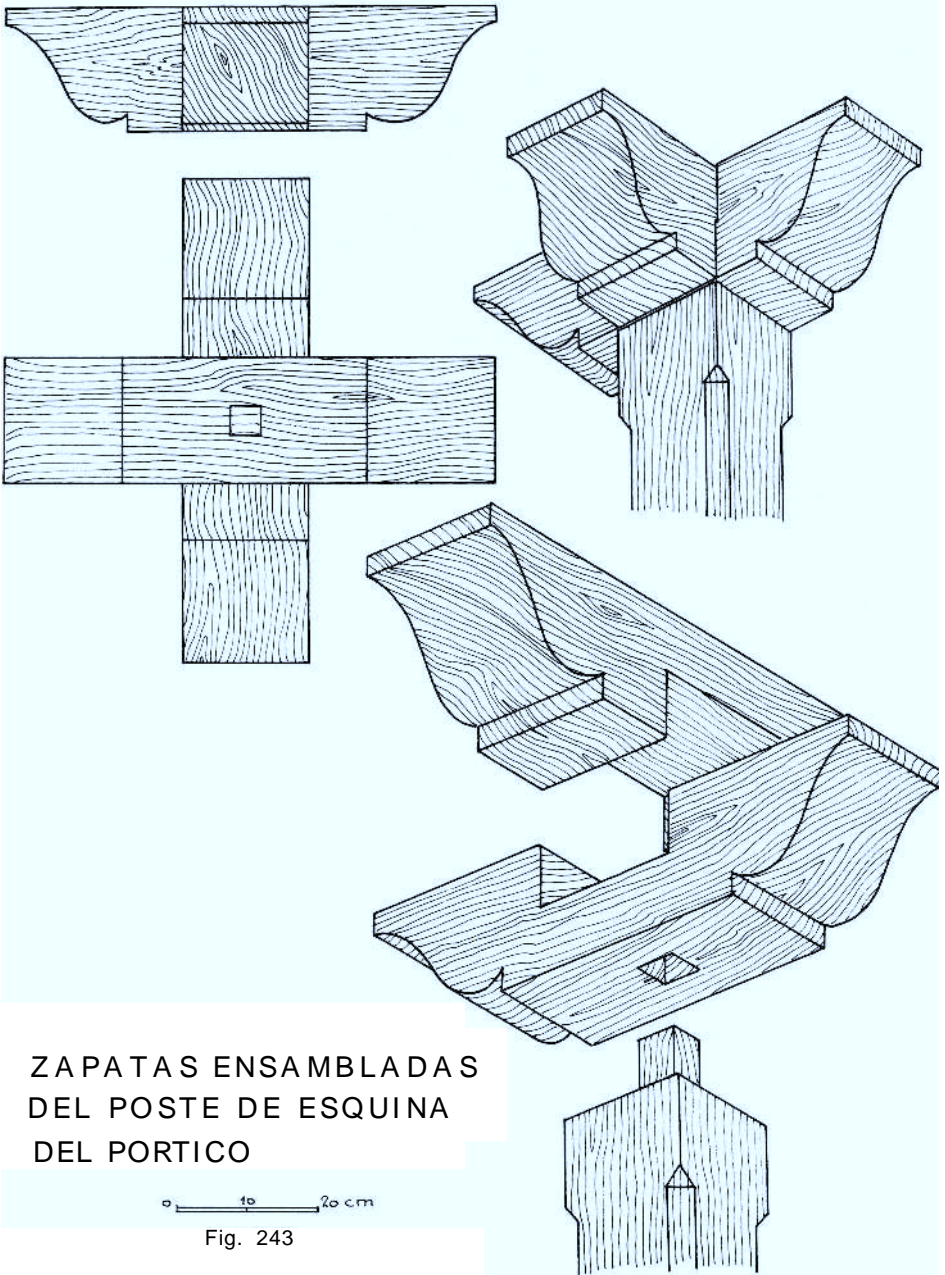 ZAPATAS ENSAMBLADAS
DEL POSTE DE ESQUINA
DEL PORTICO
0 10 20 cm
Fig. 243